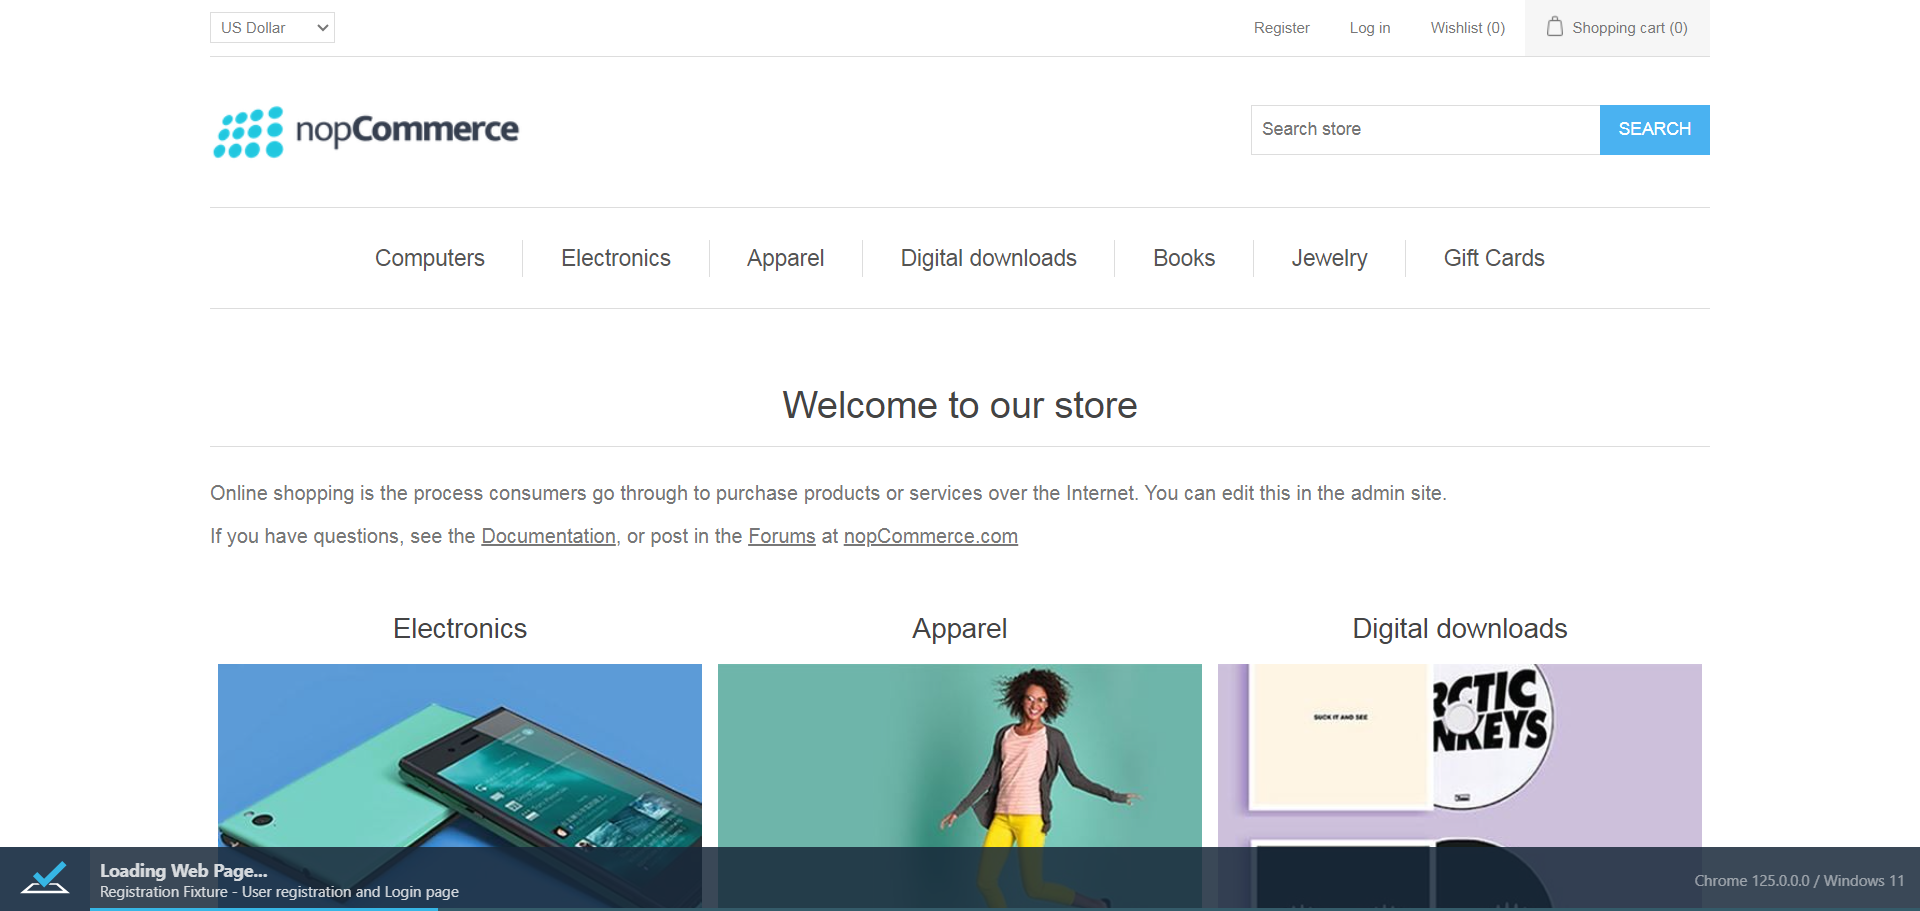 US Dollar
Register
Log in
Wishlist (0)
Shopping cart (0)
nopCommerce
Search store
SEARCH
Computers
Electronics
Apparel
Digital downloads
Books
Jewelry
Gift Cards
Welcome to our store
Online shopping is the process consumers go through to purchase products or services over the Internet. You can edit this in the admin site.
If you have questions, see the Documentation, or post in the Forums at nopCommerce.com
Electronics
Apparel
Digital downloads
SUCK IT AND SEE
RCTIC
NKEYS
Loading Web Page...
Registration Fixture - User registration and Login page
Chrome 125.0.0.0 / Windows 11